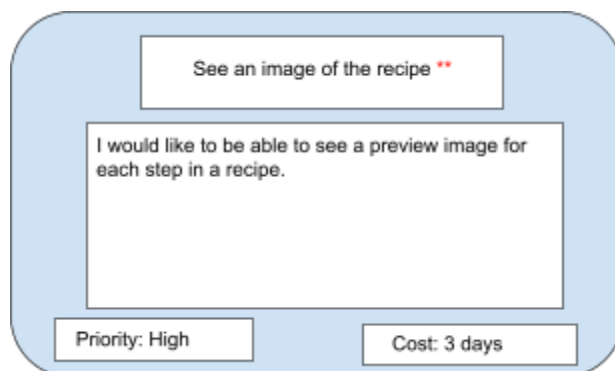 See an image of the recipe **
I would like to be able to see a preview image for
each step in a recipe.
Priority: High
Cost: 3 days